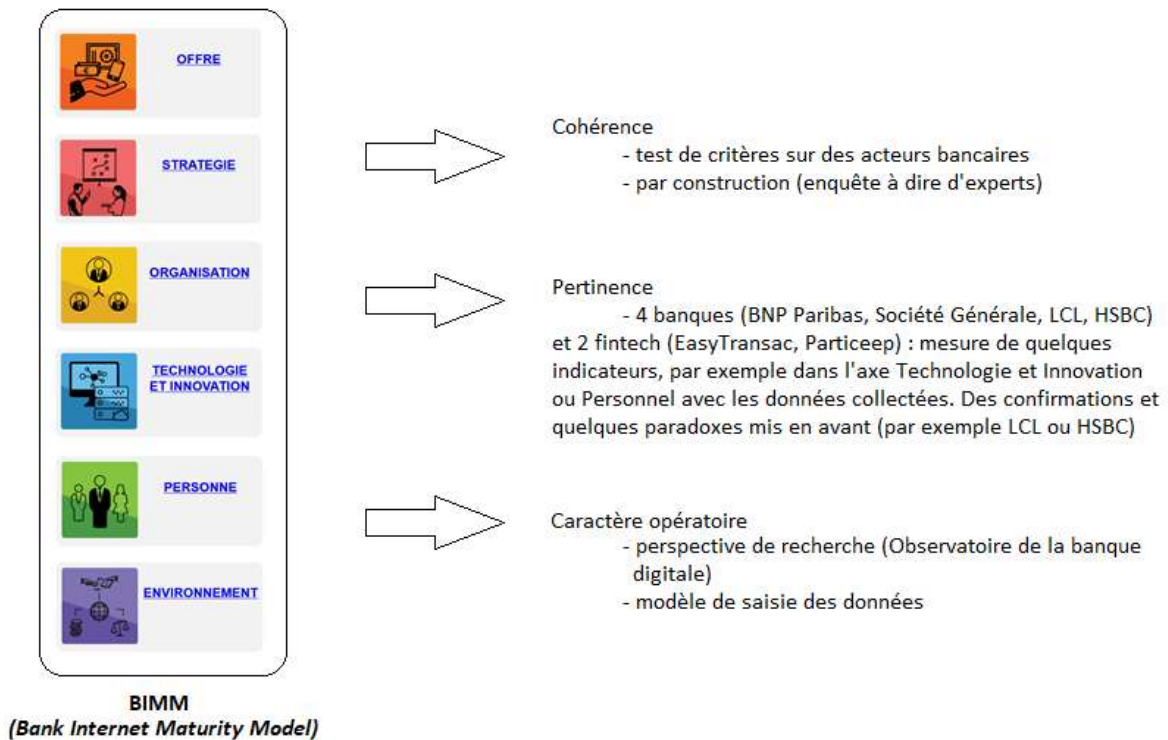 OFFRE
STRATEGIE
ORGANISATION
TECHNOLOGIE
ET INNOVATION
PERSONNE
ENVIRONNEMENT
BIMM
(Bank Internet Maturity Model)
Cohérence
- test de critères sur des acteurs bancaires
- par construction (enquête à dire d'experts)
Pertinence
- 4 banques (BNP Paribas, Société Générale, LCL, HSBC)
et 2 fintech (EasyTransac, Particeep) : mesure de quelques
indicateurs, par exemple dans l'axe Technologie et Innovation
ou Personnel avec les données collectées. Des confirmations et
quelques paradoxes mis en avant (par exemple LCL ou HSBC)
Caractère opératoire
- perspective de recherche (Observatoire de la banque
digitale)
- modèle de saisie des données